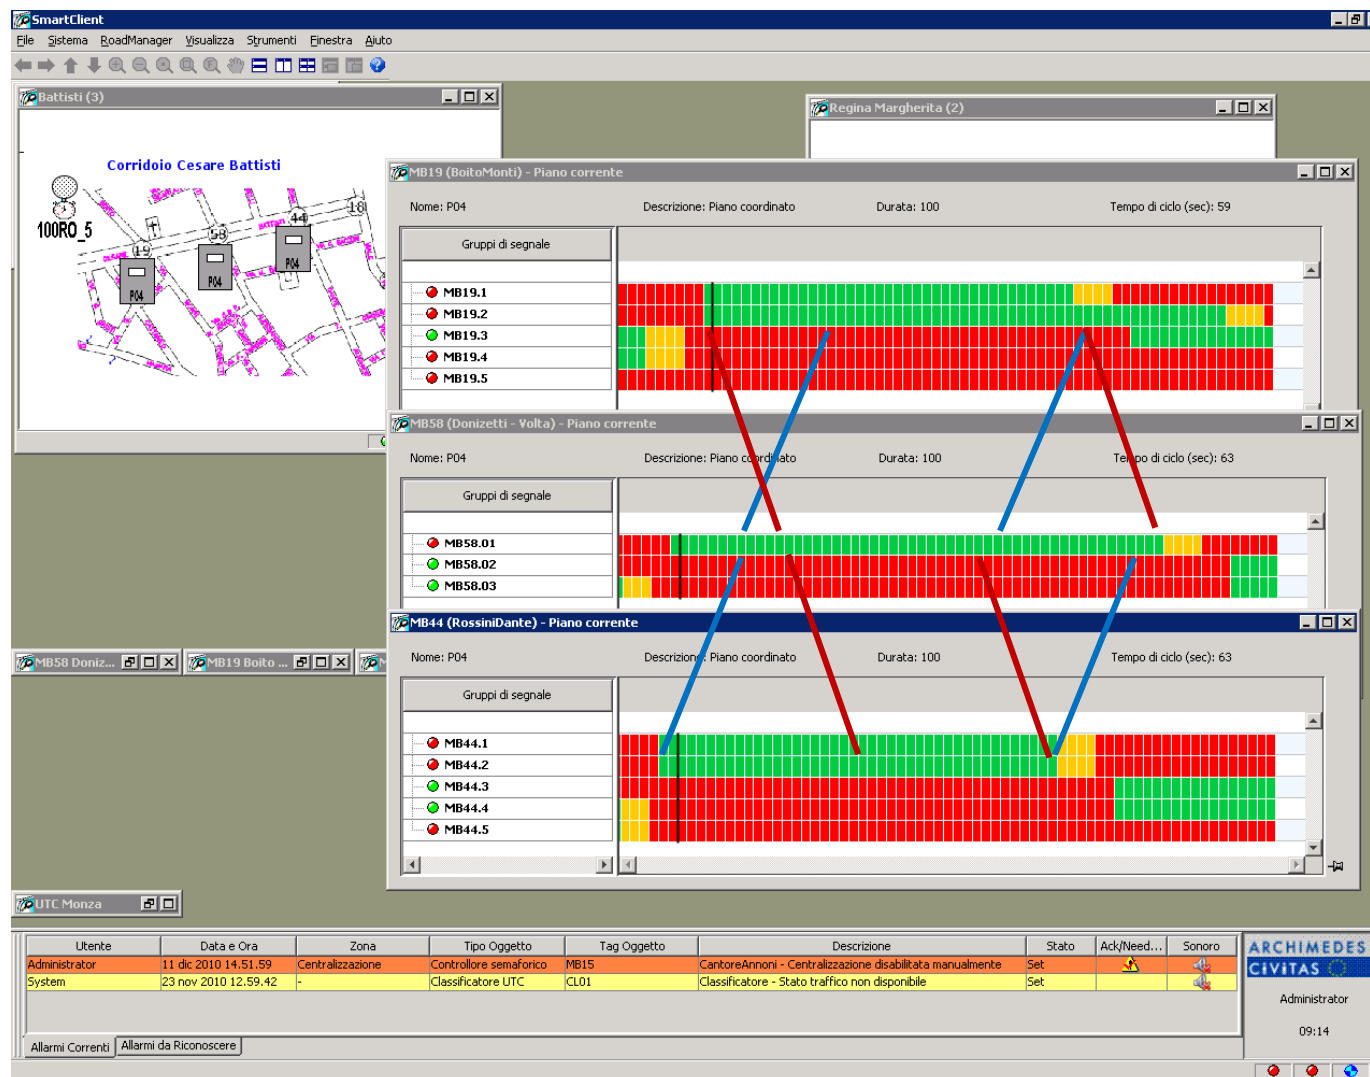 SmartClient
File Sistema RoadManager Visualizza Strumenti Finestra Aiuto
Battisti (3)
Regina Margherita (2)
Corridoio Cesare Battisti
100RO_5
19
58
44
18
P04
P04
P04
MB19 (BoitoMonti) - Piano corrente
Nome: P04 Descrizione: Piano coordinato Durata: 100 Tempo di ciclo (sec): 59
Gruppi di segnale
MB19.1
MB19.2
MB19.3
MB19.4
MB19.5
MB58 (Donizetti - Volta) - Piano corrente
Nome: P04 Descrizione: Piano coordinato Durata: 100 Tempo di ciclo (sec): 63
Gruppi di segnale
MB58.01
MB58.02
MB58.03
MB44 (RossiniDante) - Piano corrente
Nome: P04 Descrizione: Piano coordinato Durata: 100 Tempo di ciclo (sec): 63
Gruppi di segnale
MB44.1
MB44.2
MB44.3
MB44.4
MB44.5
MB58 Doniz...
MB19 Boito ...
UTC Monza
Utente Data e Ora Zona Tipo Oggetto Tag Oggetto Descrizione Stato Ack/Need... Sonoro
Administrator 11 dic 2010 14.51.59 Centralizzazione Controllore semaforico MB15 CantoreAnnoni - Centralizzazione disabilitata manualmente Set
System 23 nov 2010 12.59.42 - Classificatore UTC CL01 Classificatore - Stato traffico non disponibile Set
Allarmi Correnti Allarmi da Riconoscere
ARCHIMEDES
CIVITAS
Administrator
09:14